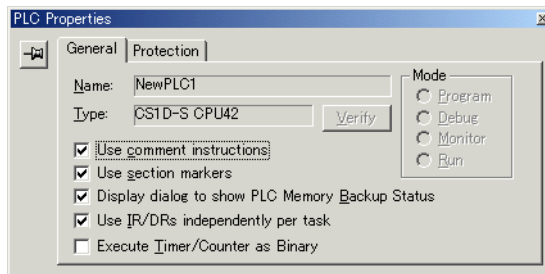 PLC Properties
General Protection
Name: NewPLC1
Type: CS1D-S CPU42 Verify
Mode
Program
Debug
Monitor
Run
Use comment instructions
Use section markers
Display dialog to show PLC Memory Backup Status
Use IR/DRs independently per task
Execute Timer/Counter as Binary